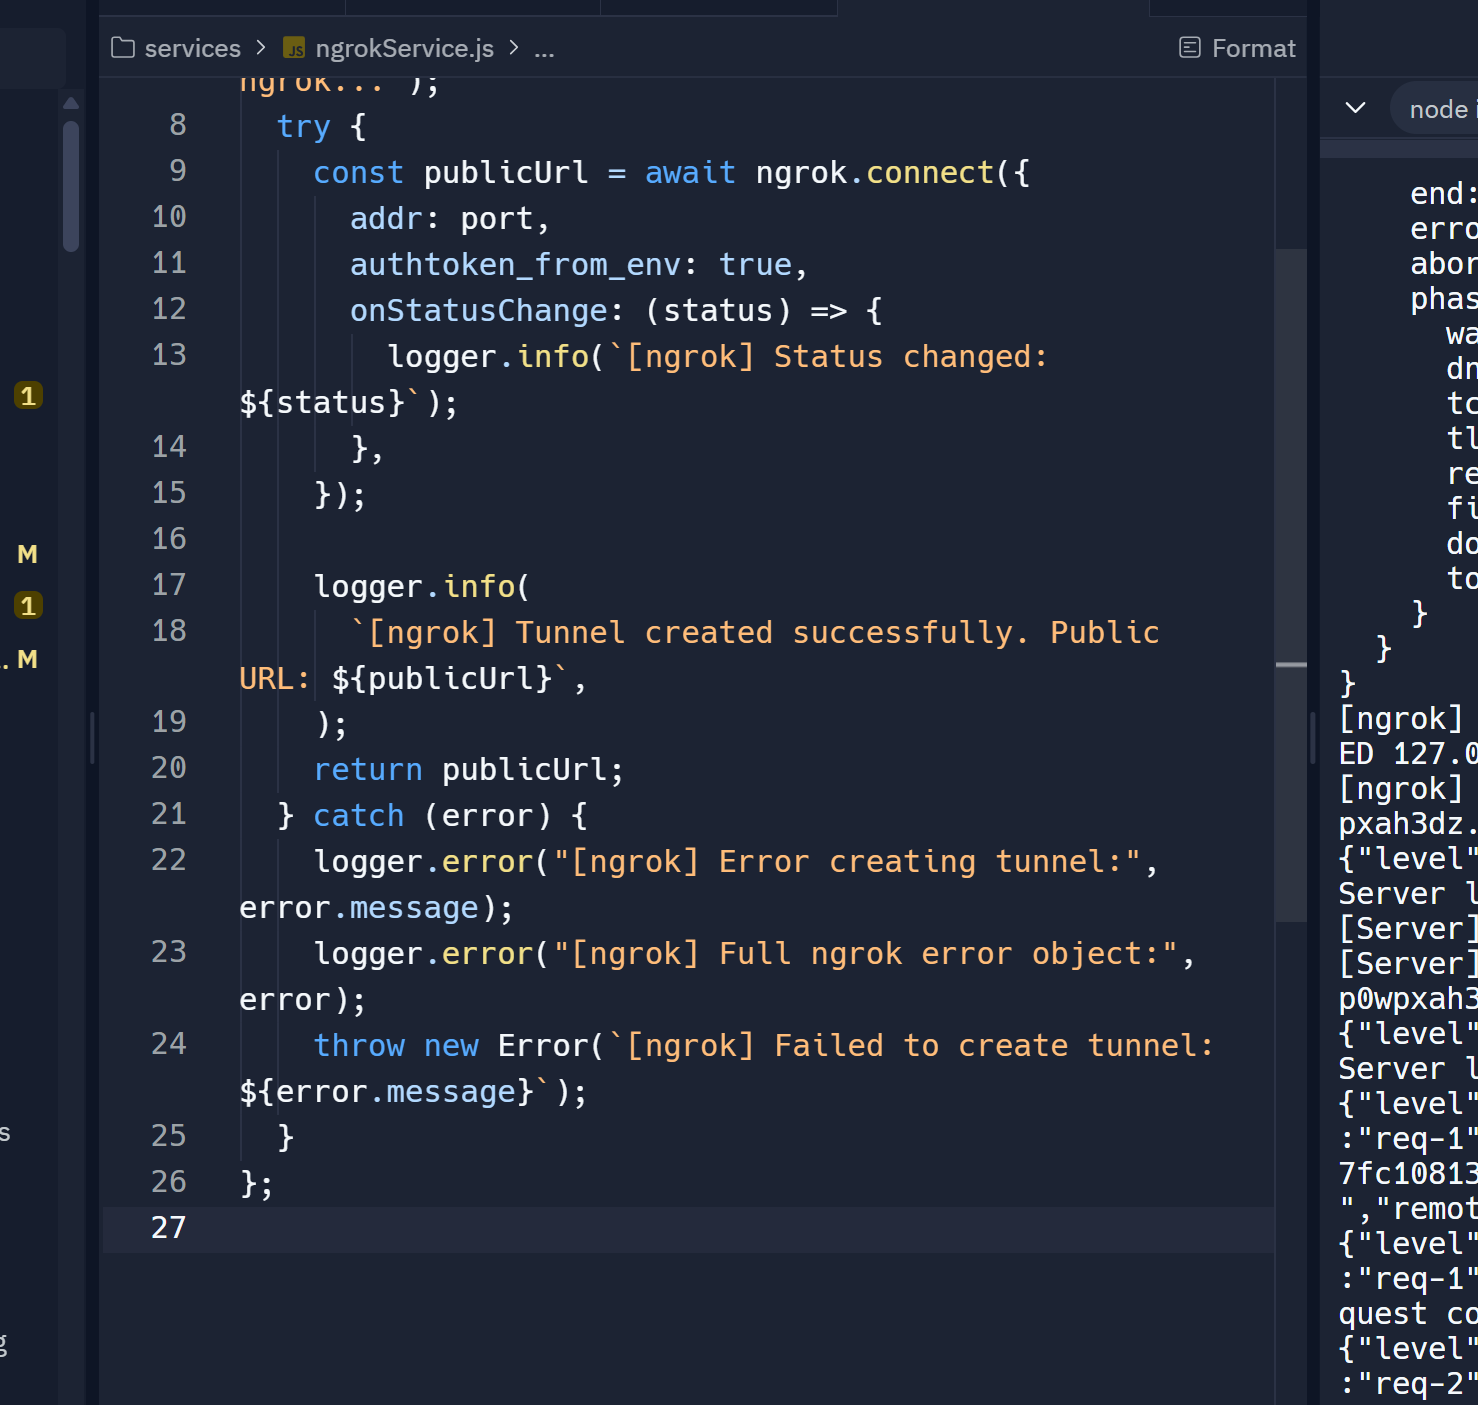 services > JS ngrokService.js > ...
Format
ngrok...`);
8 try {
9 const publicUrl = await ngrok.connect({
10 addr: port,
11 authtoken_from_env: true,
12 onStatusChange: (status) => {
13 logger.info(`[ngrok] Status changed:
${status}`);
14 },
15 });
16
17 logger.info(
18 `[ngrok] Tunnel created successfully. Public
URL: ${publicUrl}`,
19 );
20 return publicUrl;
21 } catch (error) {
22 logger.error("[ngrok] Error creating tunnel:",
error.message);
23 logger.error("[ngrok] Full ngrok error object:",
error);
24 throw new Error(`[ngrok] Failed to create tunnel:
${error.message}`);
25 }
26 };
27
1
M
1
. M
s
node
end:
erro
abor
phas
wa
dn
tc
tl
re
fi
do
to
}
}
}
[ngrok]
ED 127.0
[ngrok]
pxah3dz.
{"level"
Server l
[Server]
[Server]
p0wpxah3
{"level"
Server l
{"level"
:"req-1"
7fc10813
","remot
{"level"
:"req-1"
quest co
{"level"
:"req-2"